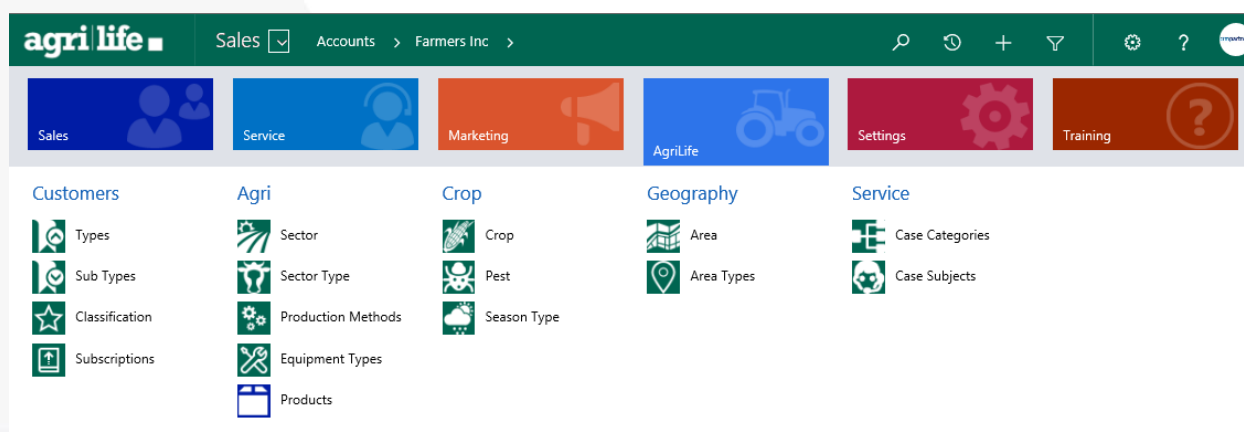 agri life
Sales Accounts > Farmers Inc > ?
Sales
Service
Marketing
AgriLife
Settings
Training
?
Customers
Types
Sub Types
Classification
Subscriptions
Agri
Sector
Sector Type
Production Methods
Equipment Types
Products
Crop
Crop
Pest
Season Type
Geography
Area
Area Types
Service
Case Categories
Case Subjects